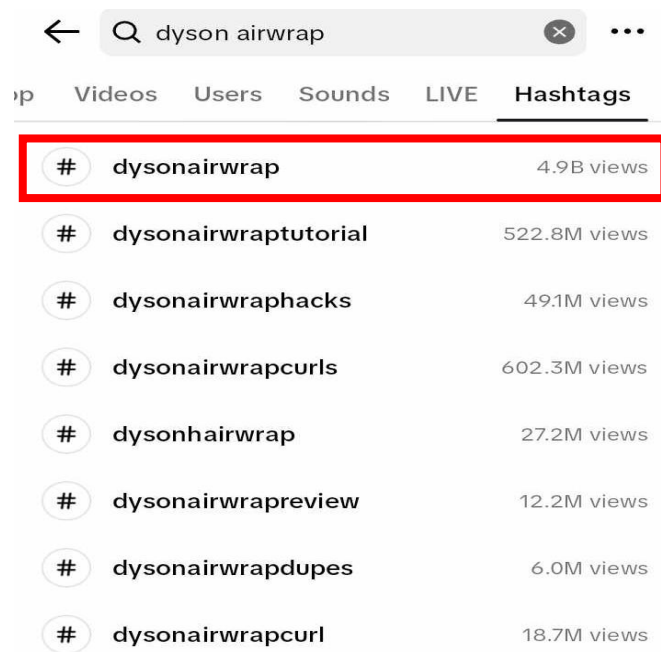 dyson airwrap
op Videos Users Sounds LIVE Hashtags
# dysonairwrap 4.9B views
# dysonairwraptutorial 522.8M views
# dysonairwraphacks 49.1M views
# dysonairwrapcurls 602.3M views
# dysonhairwrap 27.2M views
# dysonairwrapreview 12.2M views
# dysonairwrapdupes 6.0M views
# dysonairwrapcurl 18.7M views